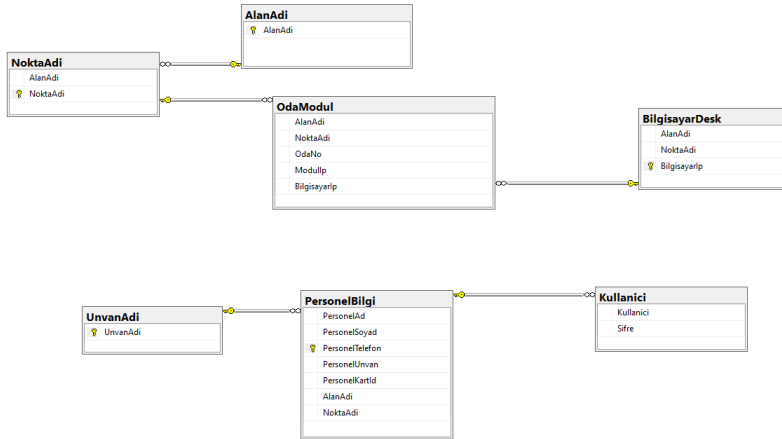 AlanAdi
AlanAdi
NoktaAdi
AlanAdi
NoktaAdi
OdaModul
AlanAdi
NoktaAdi
OdaNo
ModulIp
BilgisayarIp
BilgisayarDesk
AlanAdi
NoktaAdi
BilgisayarIp
UnvanAdi
UnvanAdi
PersonelBilgi
PersonelAd
PersonelSoyad
PersonelTelefon
PersonelUnvan
PersonelKartId
AlanAdi
NoktaAdi
Kullanici
Kullanici
Sifre